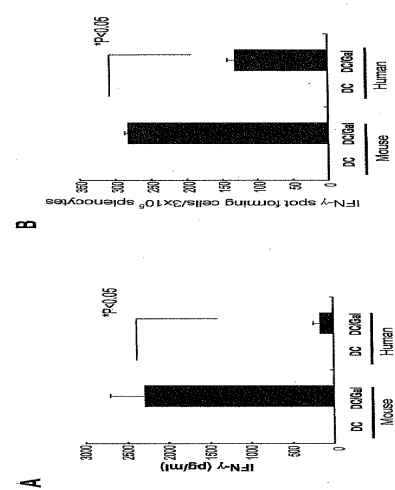 A
IFN-γ (pg/ml)
3000
2500
2000
1500
1000
500
0
*P<0.05
DC DC/Gal DC DC/Gal
Mouse Human
B
IFN-γ spot forming cells/3x10⁵ splenocytes
350
300
250
200
150
100
50
0
*P<0.05
DC DC/Gal DC DC/Gal
Mouse Human